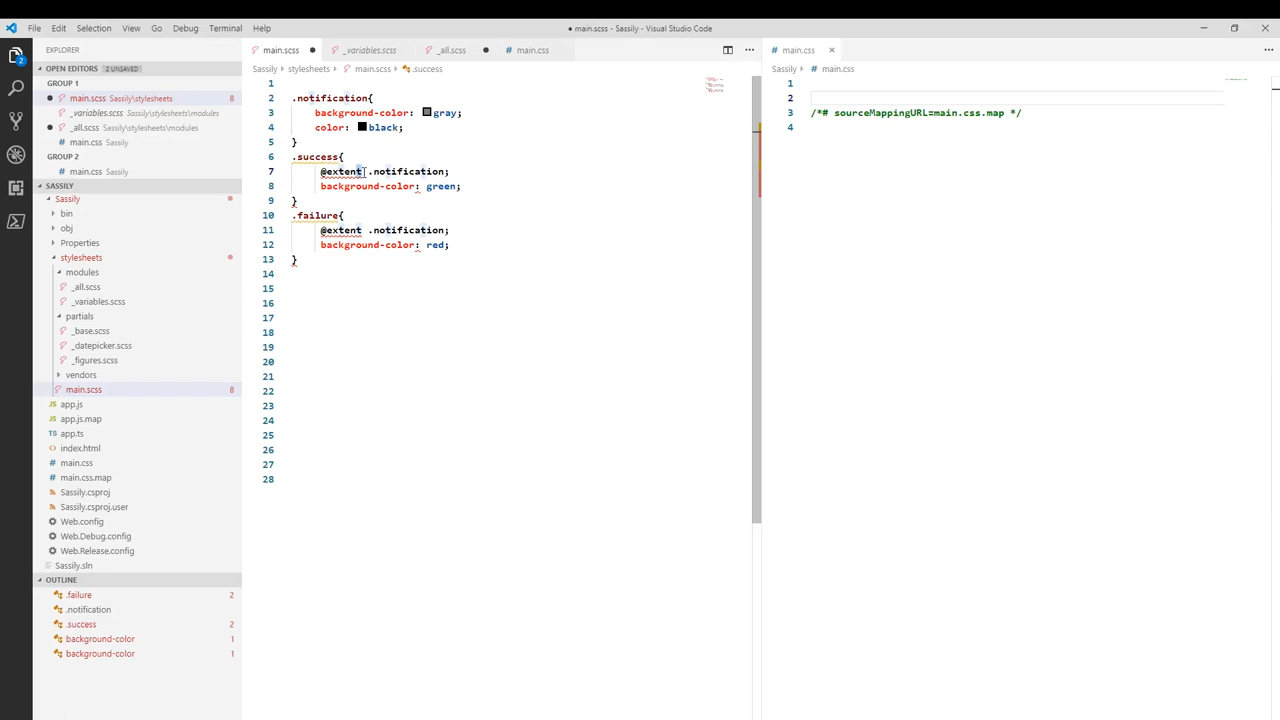 File Edit Selection View Go Debug Terminal Help
● main.scss - Sassily - Visual Studio Code
EXPLORER
2
OPEN EDITORS 2 UNSAVED
GROUP 1
main.scss Sassily\stylesheets 8
_variables.scss Sassily\stylesheets\modules
_all.scss Sassily\stylesheets\modules
main.css Sassily
GROUP 2
main.css Sassily
SASSILY
Sassily
bin
obj
Properties
stylesheets
modules
_all.scss
_variables.scss
partials
_base.scss
_datepicker.scss
_figures.scss
vendors
main.scss 8
app.js
app.js.map
app.ts
index.html
main.css
main.css.map
Sassily.csproj
Sassily.csproj.user
Web.config
Web.Debug.config
Web.Release.config
Sassily.sln
OUTLINE
.failure 2
.notification
.success 2
background-color 1
background-color 1
main.scss _variables.scss _all.scss main.css
Sassily stylesheets main.scss .success
1
2 .notification{
3 background-color: gray;
4 color: black;
5 }
6 .success{
7 @extent .notification;
8 background-color: green;
9 }
10 .failure{
11 @extent .notification;
12 background-color: red;
13 }
14
15
16
17
18
19
20
21
22
23
24
25
26
27
28
main.css
Sassily main.css
1
2
3 /*# sourceMappingURL=main.css.map */
4